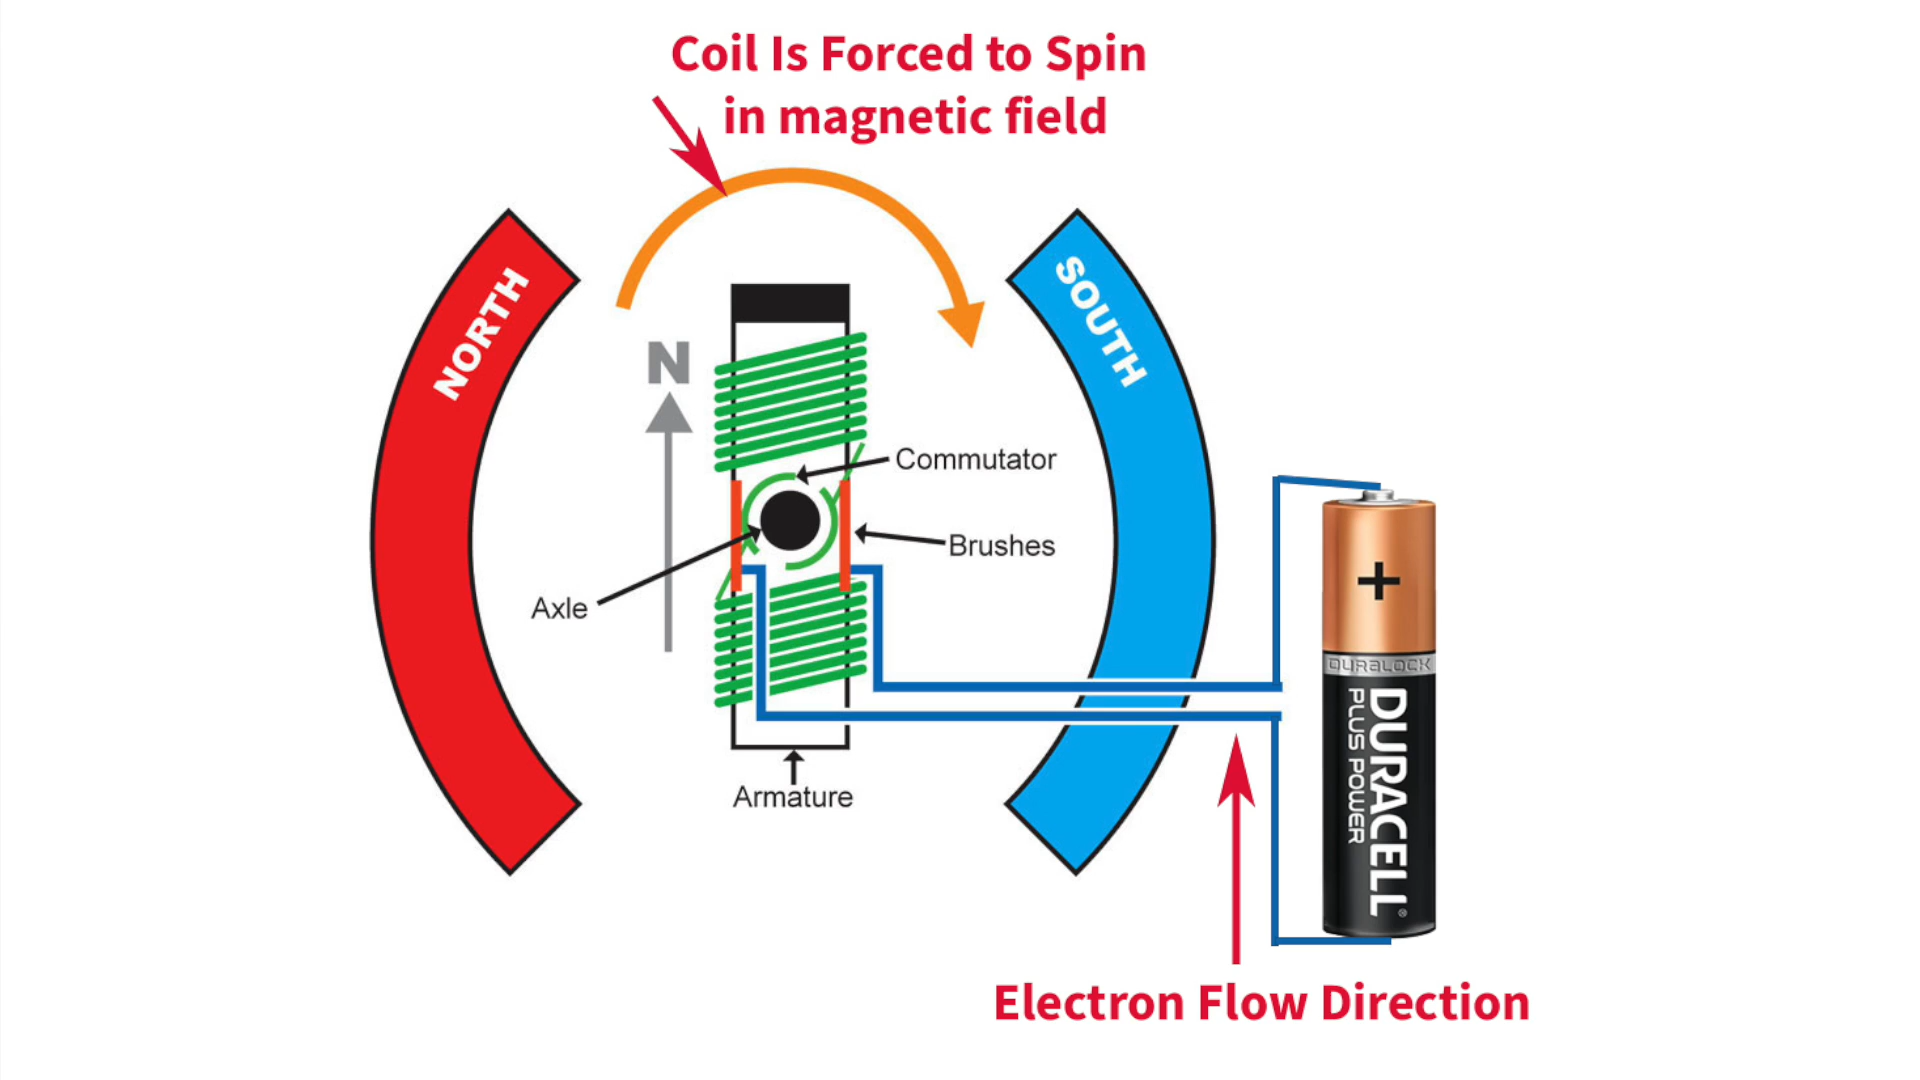 Coil Is Forced to Spin
in magnetic field
NORTH
SOUTH
N
Commutator
Brushes
Axle
Armature
+
DURALOCK
DURACELL®
PLUS POWER
Electron Flow Direction